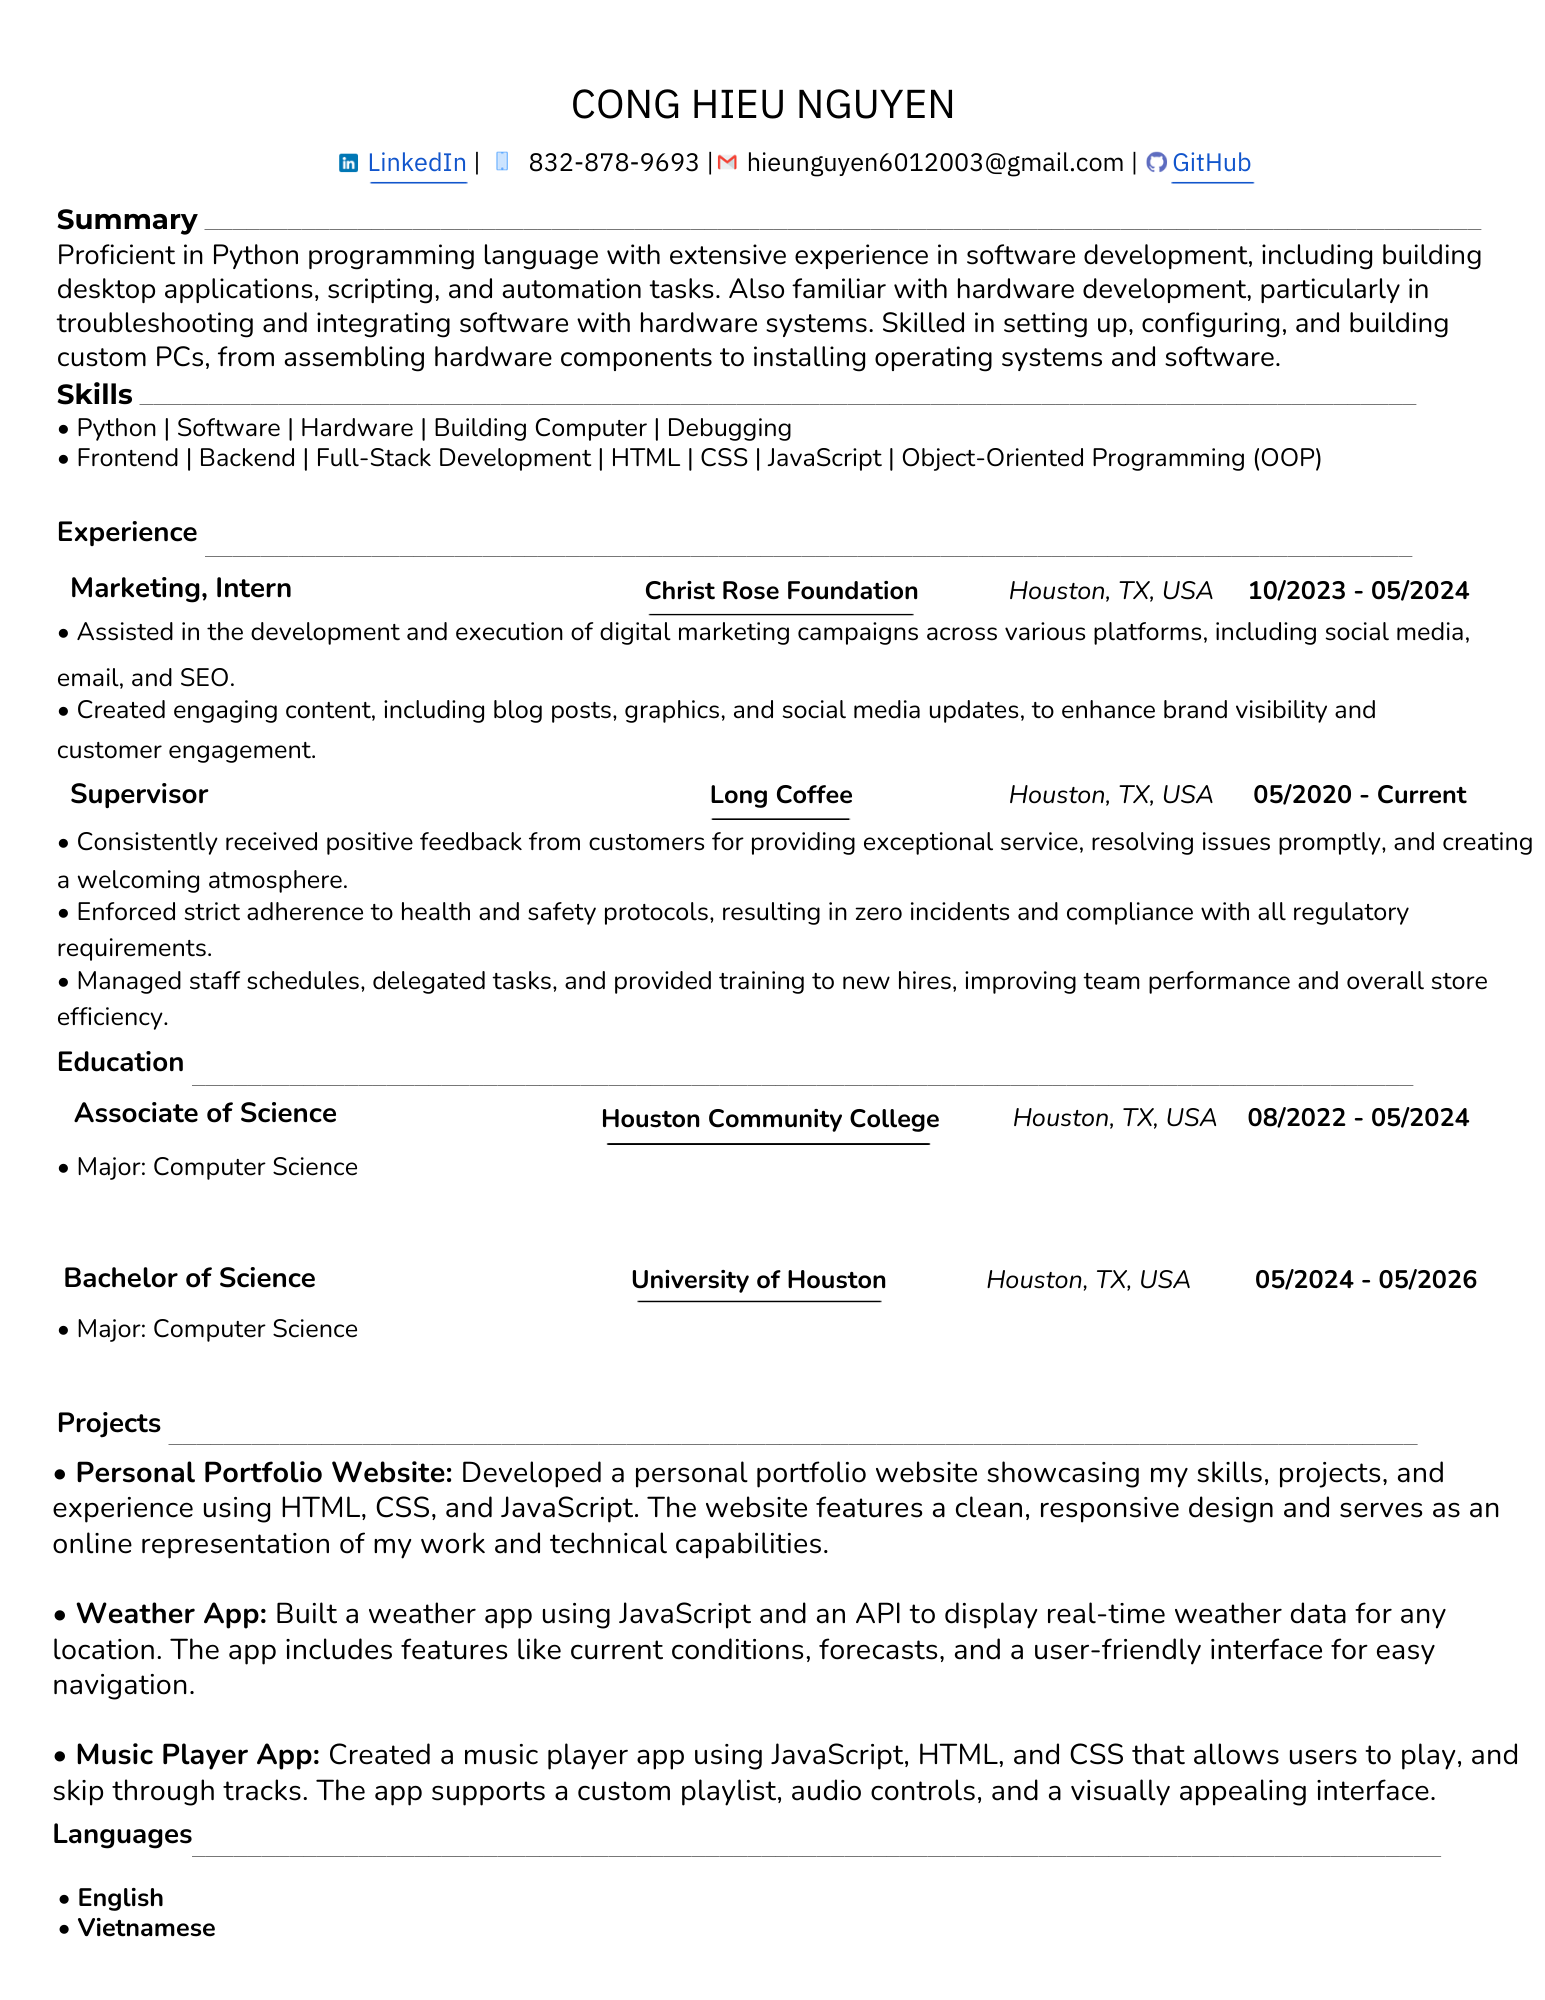 CONG HIEU NGUYEN
LinkedIn | 832-878-9693 | hieunguyen6012003@gmail.com | GitHub
Summary
Proficient in Python programming language with extensive experience in software development, including building
desktop applications, scripting, and automation tasks. Also familiar with hardware development, particularly in
troubleshooting and integrating software with hardware systems. Skilled in setting up, configuring, and building
custom PCs, from assembling hardware components to installing operating systems and software.
Skills
• Python | Software | Hardware | Building Computer | Debugging
• Frontend | Backend | Full-Stack Development | HTML | CSS | JavaScript | Object-Oriented Programming (OOP)
Experience
Marketing, Intern Christ Rose Foundation Houston, TX, USA 10/2023 - 05/2024
• Assisted in the development and execution of digital marketing campaigns across various platforms, including social media,
email, and SEO.
• Created engaging content, including blog posts, graphics, and social media updates, to enhance brand visibility and
customer engagement.
Supervisor Long Coffee Houston, TX, USA 05/2020 - Current
• Consistently received positive feedback from customers for providing exceptional service, resolving issues promptly, and creating
a welcoming atmosphere.
• Enforced strict adherence to health and safety protocols, resulting in zero incidents and compliance with all regulatory
requirements.
• Managed staff schedules, delegated tasks, and provided training to new hires, improving team performance and overall store
efficiency.
Education
Associate of Science Houston Community College Houston, TX, USA 08/2022 - 05/2024
• Major: Computer Science
Bachelor of Science University of Houston Houston, TX, USA 05/2024 - 05/2026
• Major: Computer Science
Projects
• Personal Portfolio Website: Developed a personal portfolio website showcasing my skills, projects, and
experience using HTML, CSS, and JavaScript. The website features a clean, responsive design and serves as an
online representation of my work and technical capabilities.
• Weather App: Built a weather app using JavaScript and an API to display real-time weather data for any
location. The app includes features like current conditions, forecasts, and a user-friendly interface for easy
navigation.
• Music Player App: Created a music player app using JavaScript, HTML, and CSS that allows users to play, and
skip through tracks. The app supports a custom playlist, audio controls, and a visually appealing interface.
Languages
• English
• Vietnamese